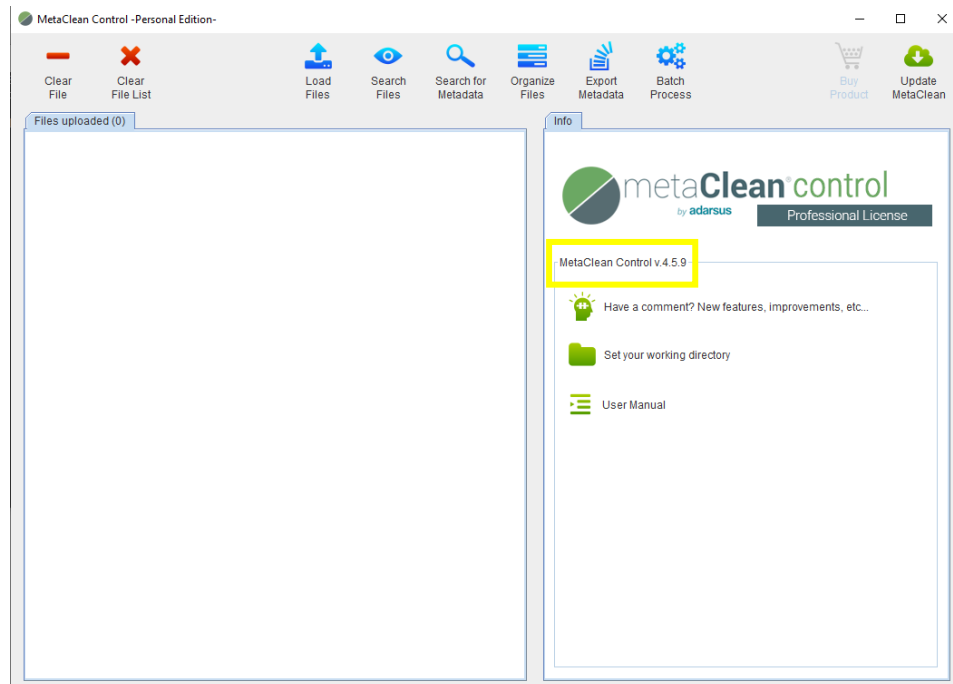 MetaClean Control -Personal Edition-
Clear
File
Clear
File List
Load
Files
Search
Files
Search for
Metadata
Organize
Files
Export
Metadata
Batch
Process
Buy
Product
Update
MetaClean
Files uploaded (0)
Info
metaClean® control
by adarsus
Professional License
MetaClean Control v.4.5.9
Have a comment? New features, improvements, etc...
Set your working directory
User Manual